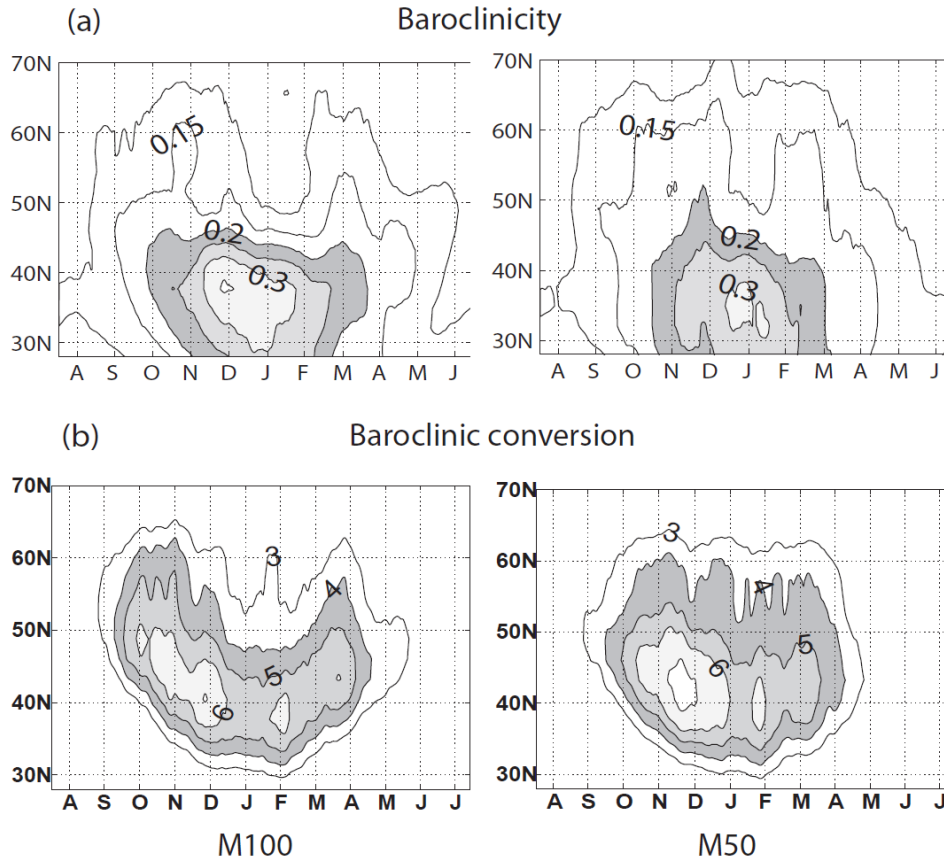 (a) Baroclinicity
70N 70N
60N 60N
50N 50N
40N 40N
30N 30N
0.15 0.15
0.2 0.2
0.3 0.3
A S O N D J F M A M J J A S O N D J F M A M J
(b) Baroclinic conversion
70N 70N
60N 60N
50N 50N
40N 40N
30N 30N
3 3
4 4
5 5
6 6
A S O N D J F M A M J J A S O N D J F M A M J J
M100 M50